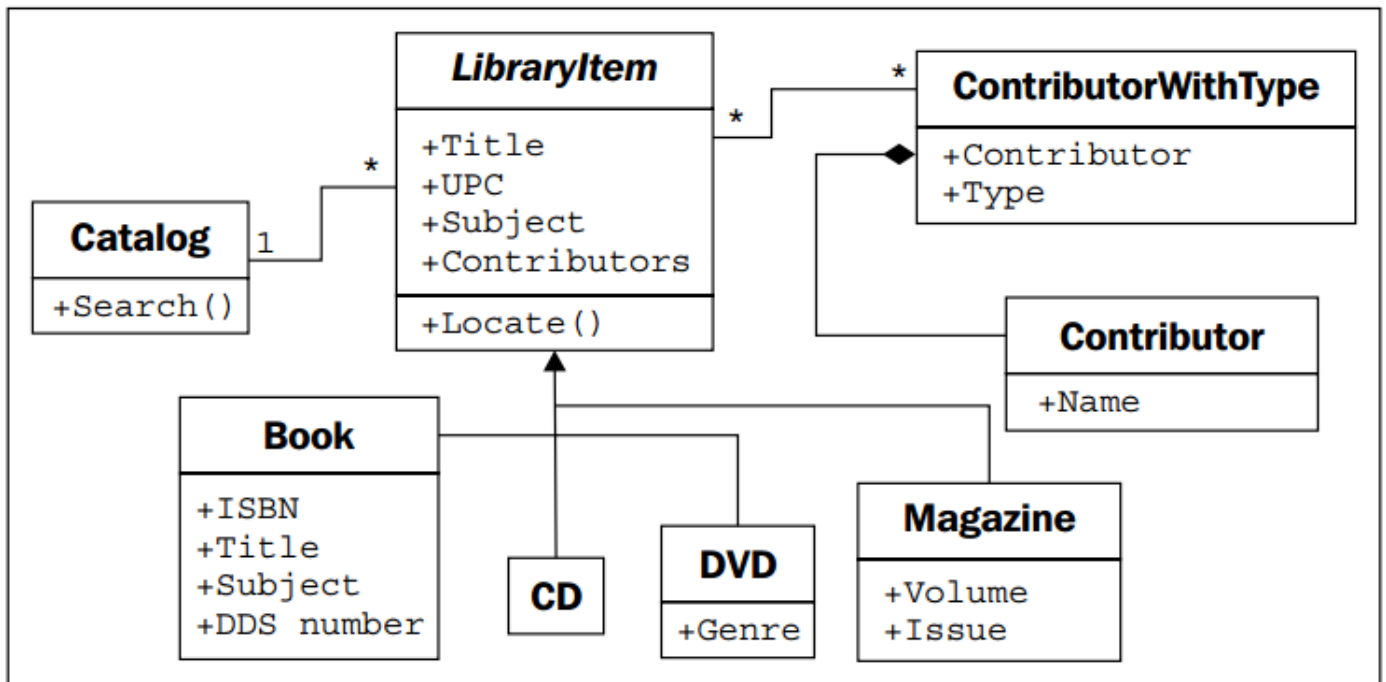 LibraryItem
+Title
+UPC
+Subject
+Contributors
+Locate()
*
*
ContributorWithType
+Contributor
+Type
*
1
Catalog
+Search()
Contributor
+Name
Book
+ISBN
+Title
+Subject
+DDS number
CD
DVD
+Genre
Magazine
+Volume
+Issue